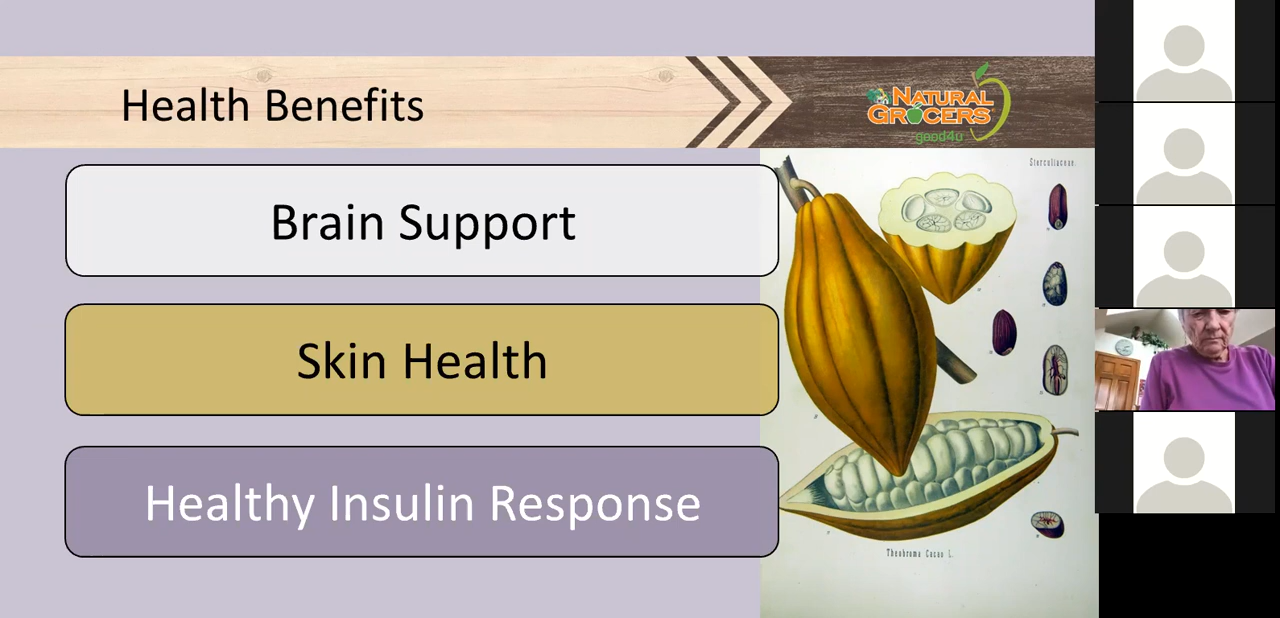 Health Benefits
NATURAL
GROCERS
good4u
Sterculiaceae.
Brain Support
Skin Health
Healthy Insulin Response
Theobroma Cacao L.